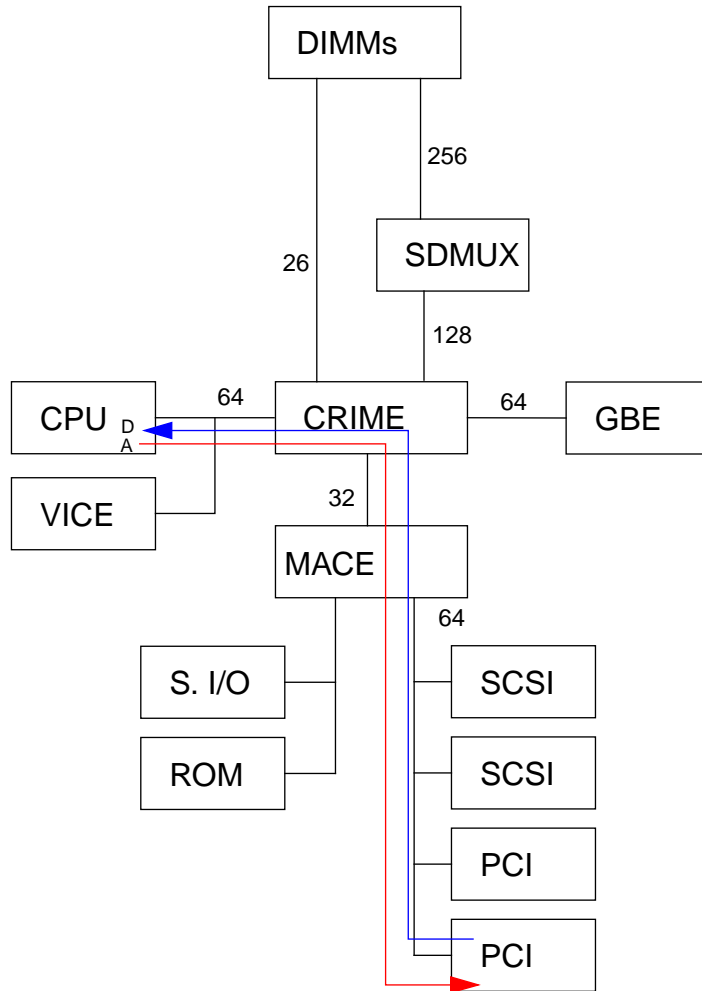 DIMMs
256
26
SDMUX
128
CPU
D
A
64
CRIME
64
GBE
VICE
32
MACE
64
S. I/O
SCSI
ROM
SCSI
PCI
PCI